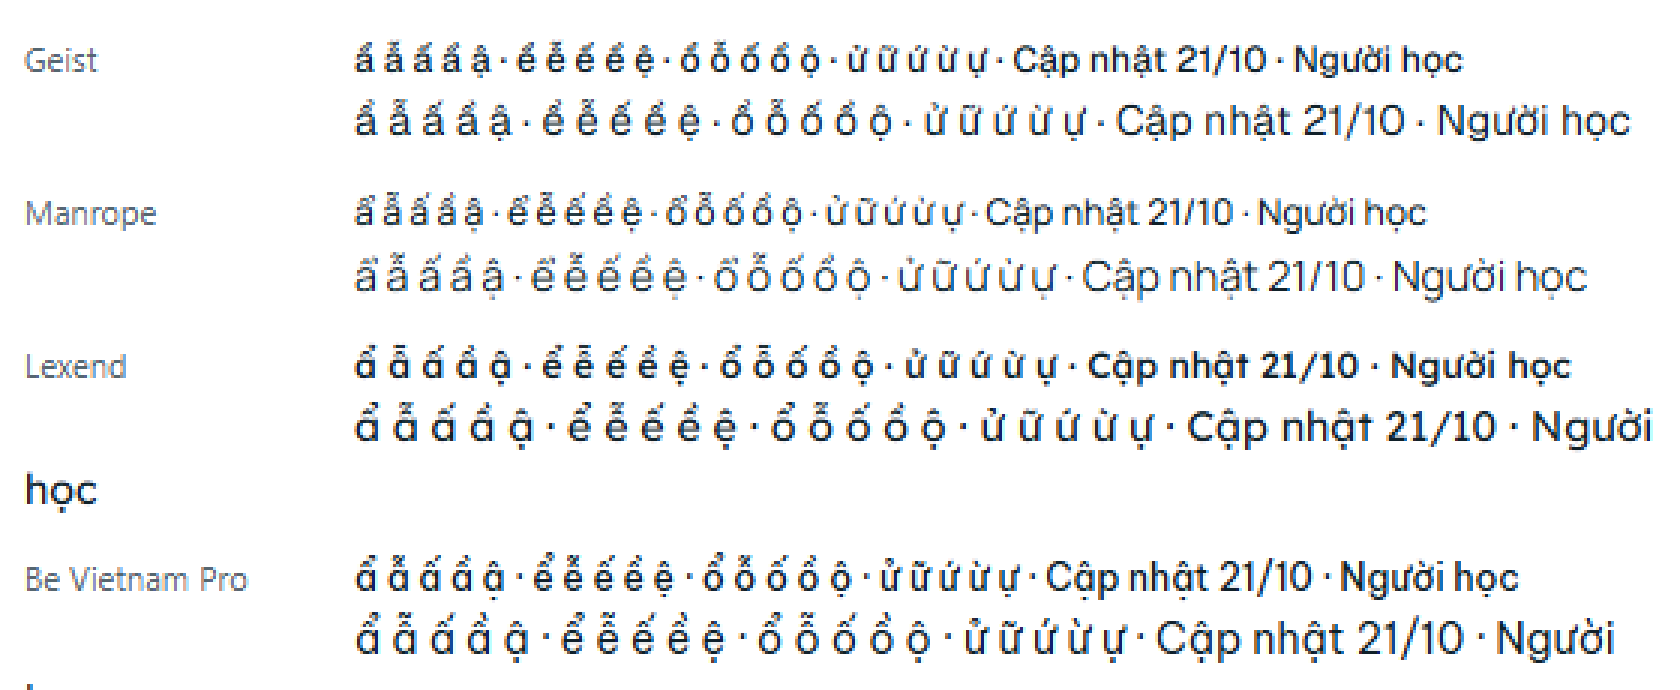 Geist ẩ ẫ ấ ầ ậ · ể ễ ế ề ệ · ổ ỗ ố ồ ộ · ử ữ ứ ừ ự · Cập nhật 21/10 · Người học
ẩ ẫ ấ ầ ậ · ể ễ ế ề ệ · ổ ỗ ố ồ ộ · ử ữ ứ ừ ự · Cập nhật 21/10 · Người học
Manrope ẩ ẫ ấ ầ ậ · ể ễ ế ề ệ · ổ ỗ ố ồ ộ · ử ữ ứ ừ ự · Cập nhật 21/10 · Người học
ẩ ẫ ấ ầ ậ · ể ễ ế ề ệ · ổ ỗ ố ồ ộ · ử ữ ứ ừ ự · Cập nhật 21/10 · Người học
Lexend ẩ ẫ ấ ầ ậ · ể ễ ế ề ệ · ổ ỗ ố ồ ộ · ử ữ ứ ừ ự · Cập nhật 21/10 · Người học
ẩ ẫ ấ ầ ậ · ể ễ ế ề ệ · ổ ỗ ố ồ ộ · ử ữ ứ ừ ự · Cập nhật 21/10 · Người
học
Be Vietnam Pro ẩ ẫ ấ ầ ậ · ể ễ ế ề ệ · ổ ỗ ố ồ ộ · ử ữ ứ ừ ự · Cập nhật 21/10 · Người học
ẩ ẫ ấ ầ ậ · ể ễ ế ề ệ · ổ ỗ ố ồ ộ · ử ữ ứ ừ ự · Cập nhật 21/10 · Người